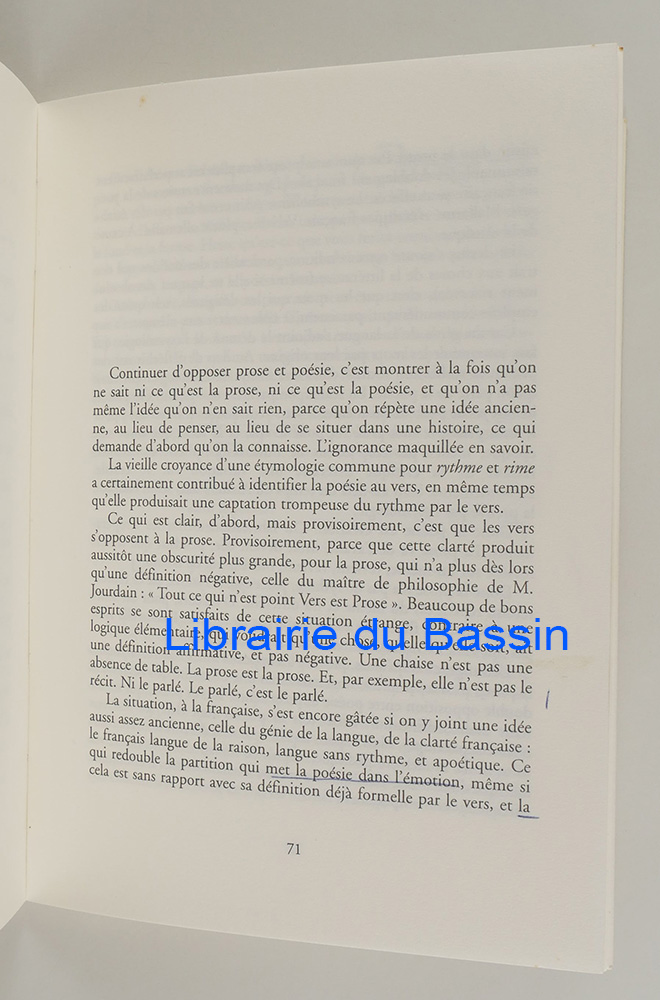 Continuer d'opposer prose et poésie, c'est montrer à la fois qu'on
ne sait ni ce qu'est la prose, ni ce qu'est la poésie, et qu'on n'a pas
même l'idée qu'on n'en sait rien, parce qu'on répète une idée ancien-
ne, au lieu de penser, au lieu de se situer dans une histoire, ce qui
demande d'abord qu'on la connaisse. L'ignorance maquillée en savoir.
La vieille croyance d'une étymologie commune pour rythme et rime
a certainement contribué à identifier la poésie au vers, en même temps
qu'elle produisait une captation trompeuse du rythme par le vers.
Ce qui est clair, d'abord, mais provisoirement, c'est que les vers
s'opposent à la prose. Provisoirement, parce que cette clarté produit
aussitôt une obscurité plus grande, pour la prose, qui n'a plus dès lors
qu'une définition négative, celle du maître de philosophie de M.
Jourdain : « Tout ce qui n'est point Vers est Prose ». Beaucoup de bons
esprits se sont satisfaits de cette situation étrange, contraire à une
logique élémentaire, qui voudrait qu'une chose, quelle qu'elle soit, ait
Librairie du Bassin
une définition affirmative, et pas négative. Une chaise n'est pas une
absence de table. La prose est la prose. Et, par exemple, elle n'est pas le
récit. Ni le parlé. Le parlé, c'est le parlé.
La situation, à la française, s'est encore gâtée si on y joint une idée
aussi assez ancienne, celle du génie de la langue, de la clarté française :
le français langue de la raison, langue sans rythme, et apoétique. Ce
qui redouble la partition qui met la poésie dans l'émotion, même si
cela est sans rapport avec sa définition déjà formelle par le vers, et la
71